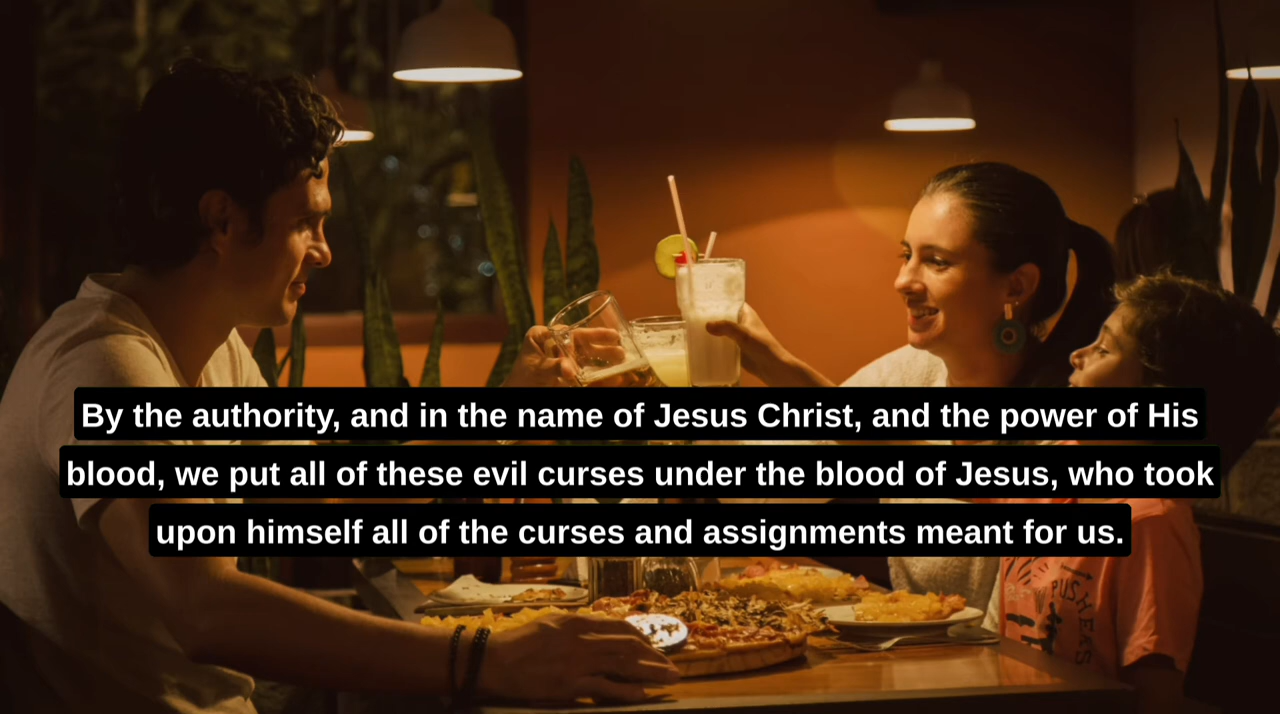 By the authority, and in the name of Jesus Christ, and the power of His
blood, we put all of these evil curses under the blood of Jesus, who took
upon himself all of the curses and assignments meant for us.
PUSH